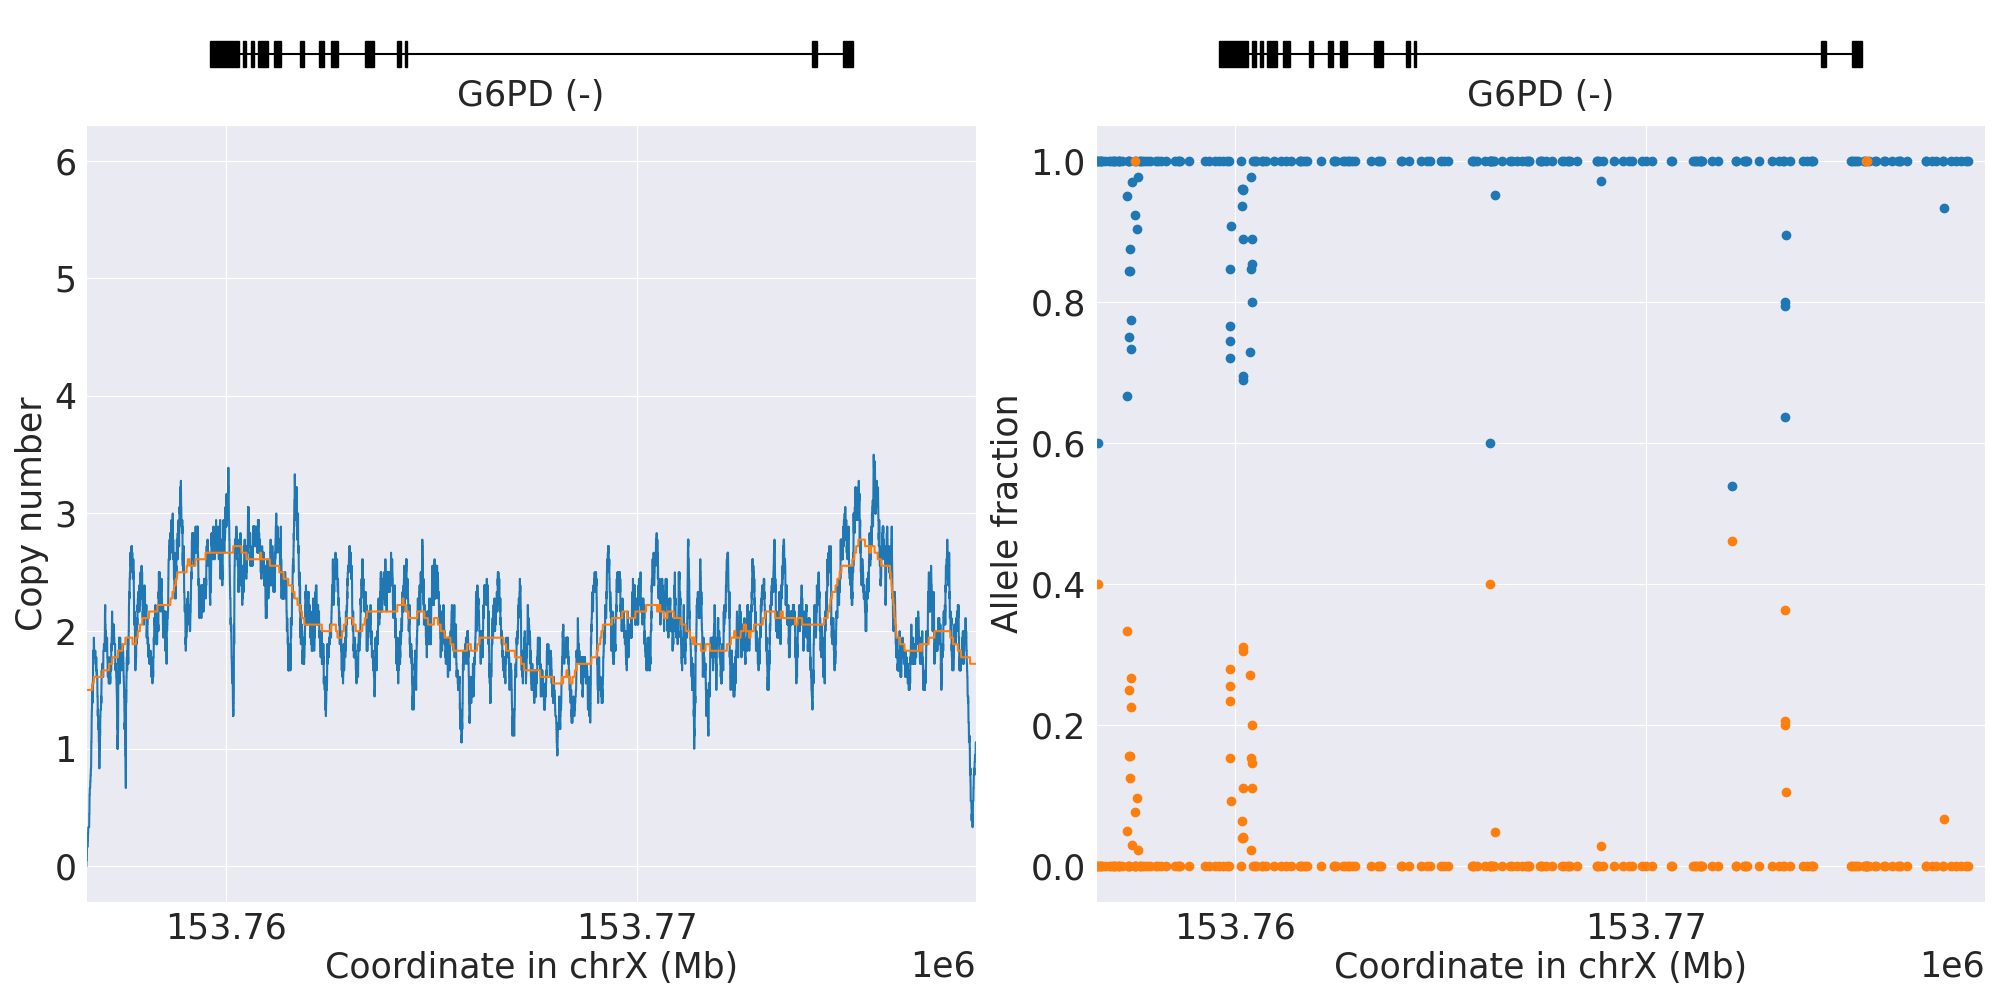 G6PD (-)
6
5
4
3
2
1
0
Copy number
153.76
153.77
Coordinate in chrX (Mb)
1e6
G6PD (-)
1.0
0.8
0.6
0.4
0.2
0.0
Allele fraction
153.76
153.77
Coordinate in chrX (Mb)
1e6